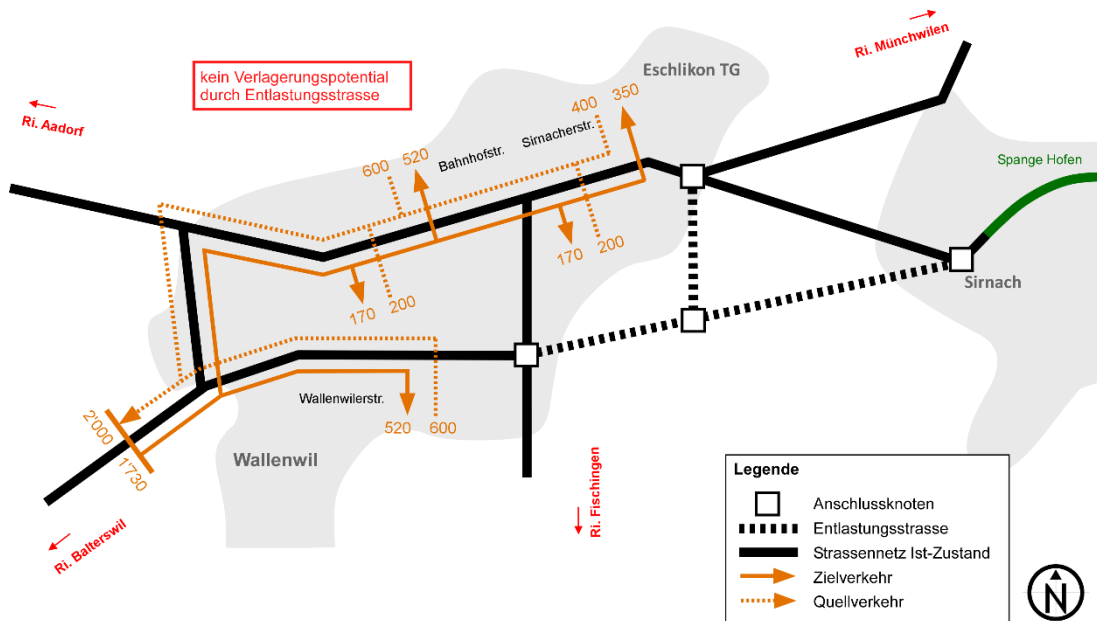 Ri. Münchwilen
Eschlikon TG
kein Verlagerungspotential
durch Entlastungsstrasse
Ri. Aadorf
400
350
Bahnhofstr.
Sirnacherstr.
600
520
Spange Hofen
170
200
Sirnach
170
200
Wallenwilerstr.
520
600
2'000
1'730
Wallenwil
Ri. Balterswil
Ri. Fischingen
Legende
Anschlussknoten
Entlastungsstrasse
Strassennetz Ist-Zustand
Zielverkehr
Quellverkehr
N